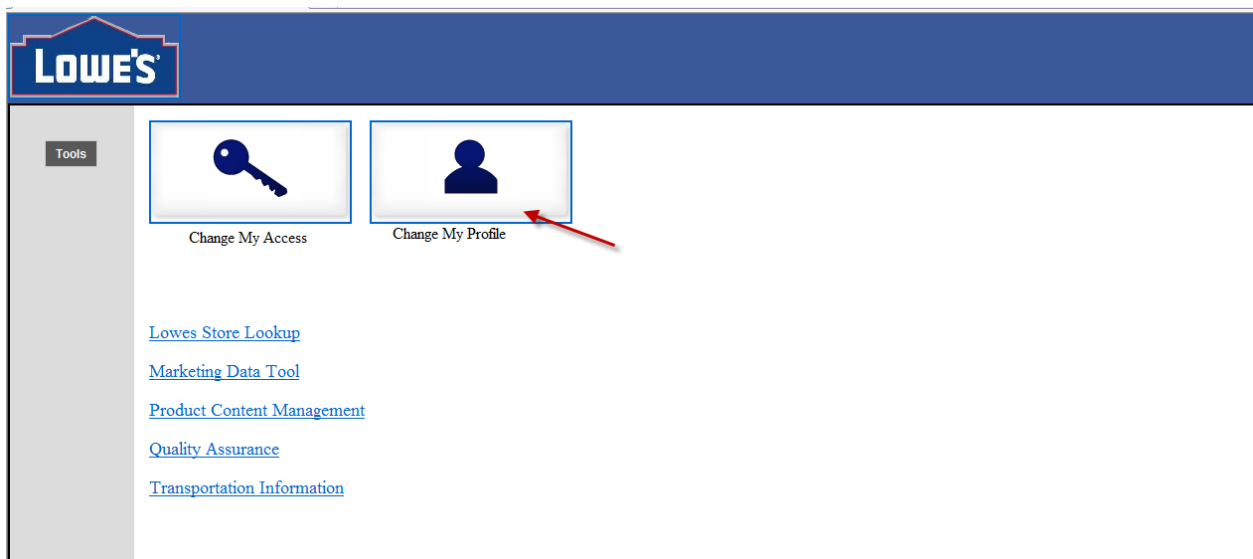 LOWE'S
Tools
Change My Access
Change My Profile
Lowes Store Lookup
Marketing Data Tool
Product Content Management
Quality Assurance
Transportation Information